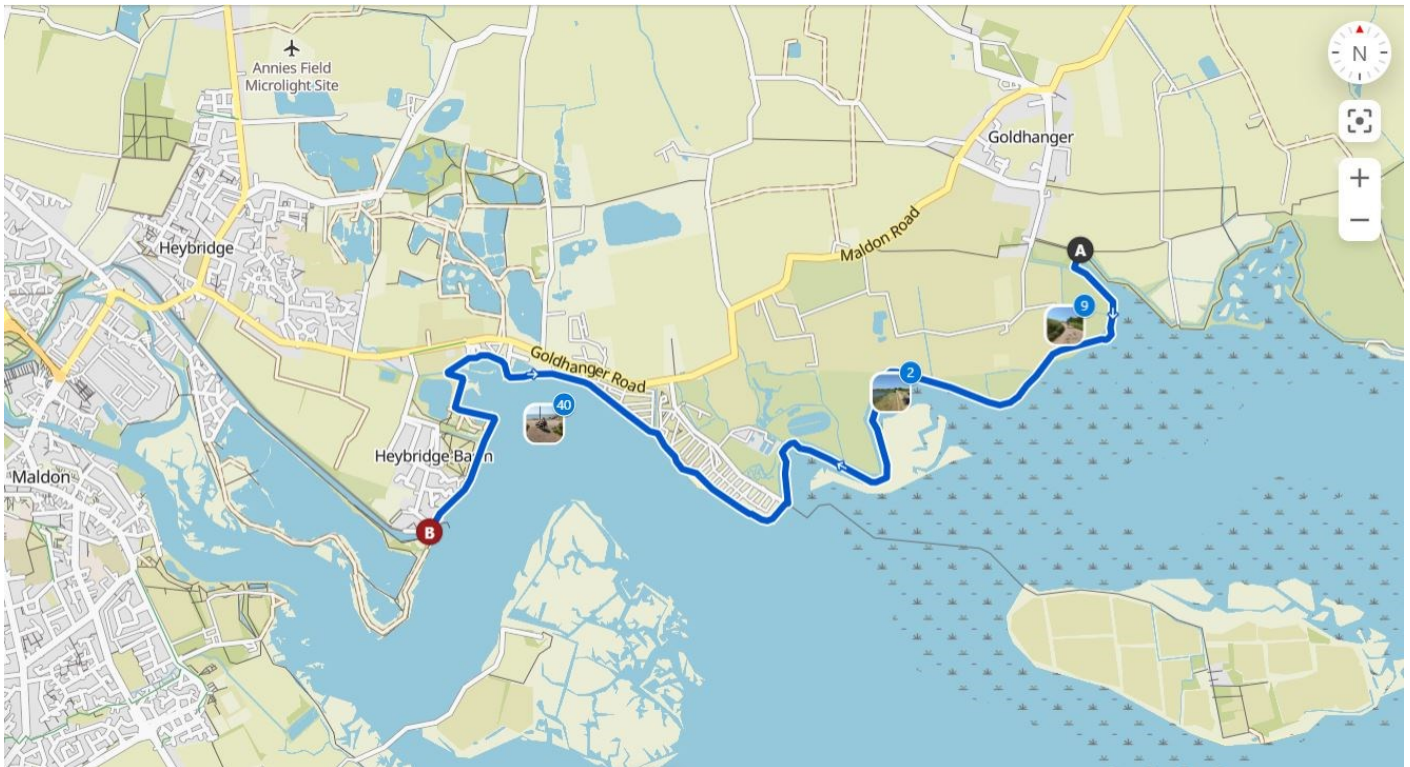 Annies Field
Microlight Site
N
Goldhanger
Maldon Road
Heybridge
A
9
Goldhanger Road
2
40
Heybridge Basin
Maldon
B